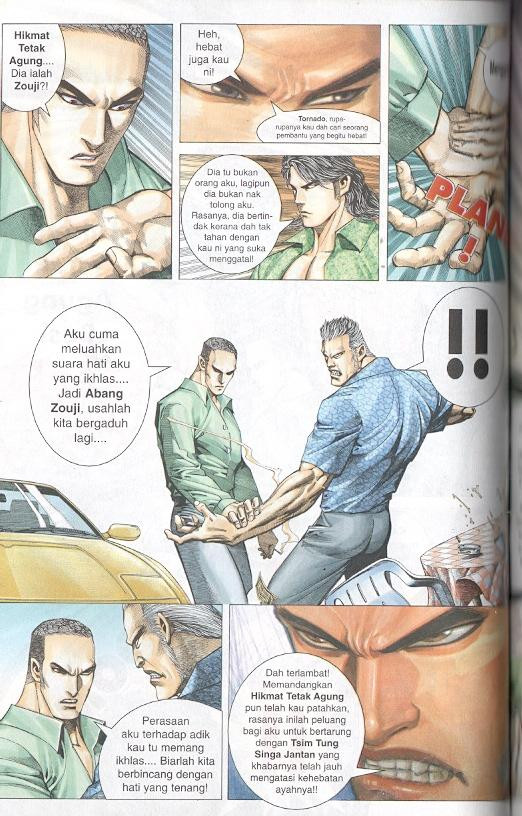 Hikmat
Tetak
Agung....
Dia ialah
Zouji?!
Heh,
hebat
juga kau
ni!
Tornado, rupa-
rupanya kau dah cari seorang
pembantu yang begitu hebat!
Dia tu bukan
orang aku, lagipun
dia bukan nak
tolong aku.
Rasanya, dia bertin-
dak kerana dah tak
tahan dengan
kau ni yang suka
menggatal!
!!
Aku cuma
meluahkan
suara hati aku
yang ikhlas....
Jadi Abang
Zouji, usahlah
kita bergaduh
lagi....
Perasaan
aku terhadap adik
kau tu memang
ikhlas.... Biarlah kita
berbincang dengan
hati yang tenang!
Dah terlambat!
Memandangkan
Hikmat Tetak Agung
pun telah kau patahkan,
rasanya inilah peluang
bagi aku untuk bertarung
dengan Tsim Tung
Singa Jantan yang
khabarnya telah jauh
mengatasi kehebatan
ayahnya!!